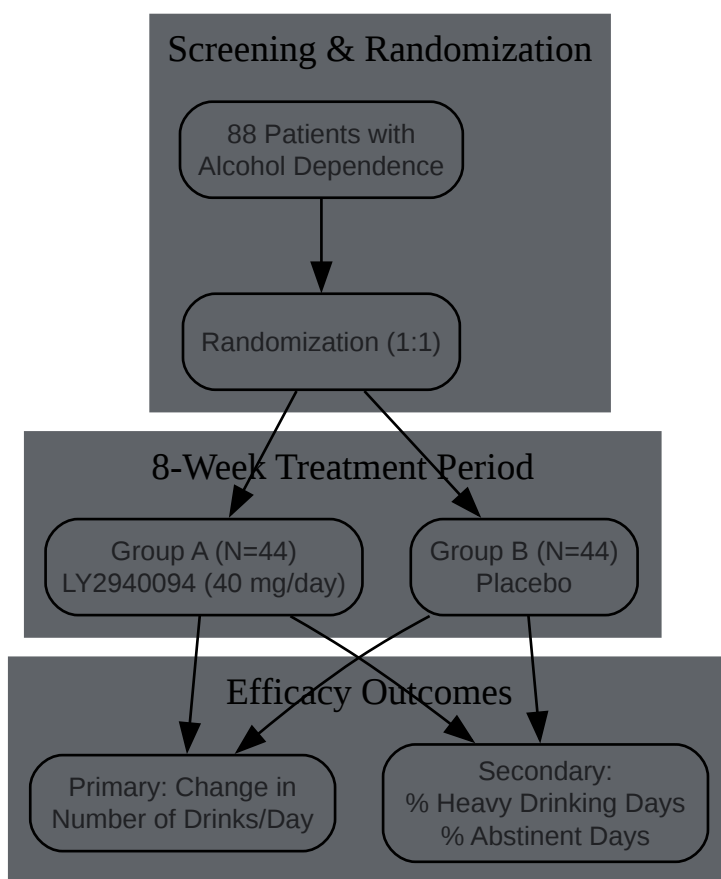 Screening & Randomization
88 Patients with
Alcohol Dependence
Randomization (1:1)
8-Week Treatment Period
Group A (N=44)
LY2940094 (40 mg/day)
Group B (N=44)
Placebo
Efficacy Outcomes
Primary: Change in
Number of Drinks/Day
Secondary:
% Heavy Drinking Days
% Abstinent Days